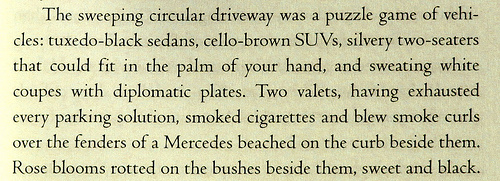 The sweeping circular driveway was a puzzle game of vehi-
cles: tuxedo-black sedans, cello-brown SUVs, silvery two-seaters
that could fit in the palm of your hand, and sweating white
coupes with diplomatic plates. Two valets, having exhausted
every parking solution, smoked cigarettes and blew smoke curls
over the fenders of a Mercedes beached on the curb beside them.
Rose blooms rotted on the bushes beside them, sweet and black.